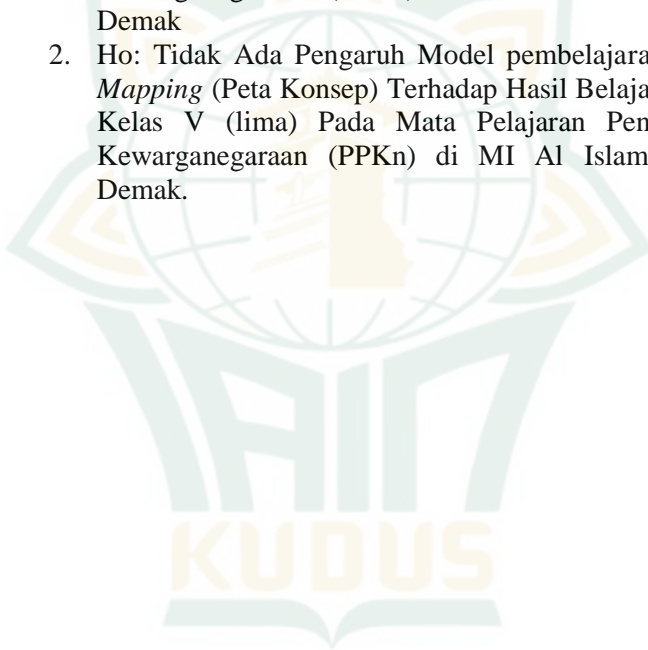 Demak
2. Ho: Tidak Ada Pengaruh Model pembelajara
Mapping (Peta Konsep) Terhadap Hasil Belaja
Kelas V (lima) Pada Mata Pelajaran Pen
Kewarganegaraan (PPKn) di MI Al Islam
Demak.
IAIN
KUDUS